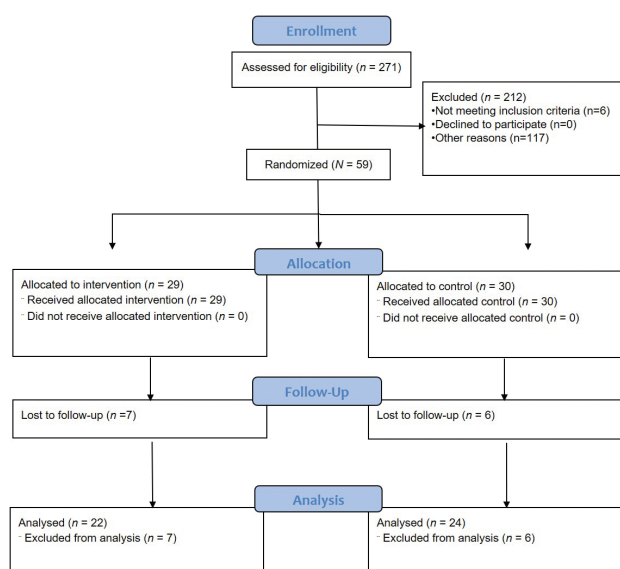 Enrollment
Assessed for eligibility (n = 271)
Excluded (n = 212)
•Not meeting inclusion criteria (n=6)
•Declined to participate (n=0)
•Other reasons (n=117)
Randomized (N = 59)
Allocation
Allocated to intervention (n = 29)
- Received allocated intervention (n = 29)
- Did not receive allocated intervention (n = 0)
Allocated to control (n = 30)
- Received allocated control (n = 30)
- Did not receive allocated control (n = 0)
Follow-Up
Lost to follow-up (n =7)
Lost to follow-up (n = 6)
Analysis
Analysed (n = 22)
- Excluded from analysis (n = 7)
Analysed (n = 24)
- Excluded from analysis (n = 6)